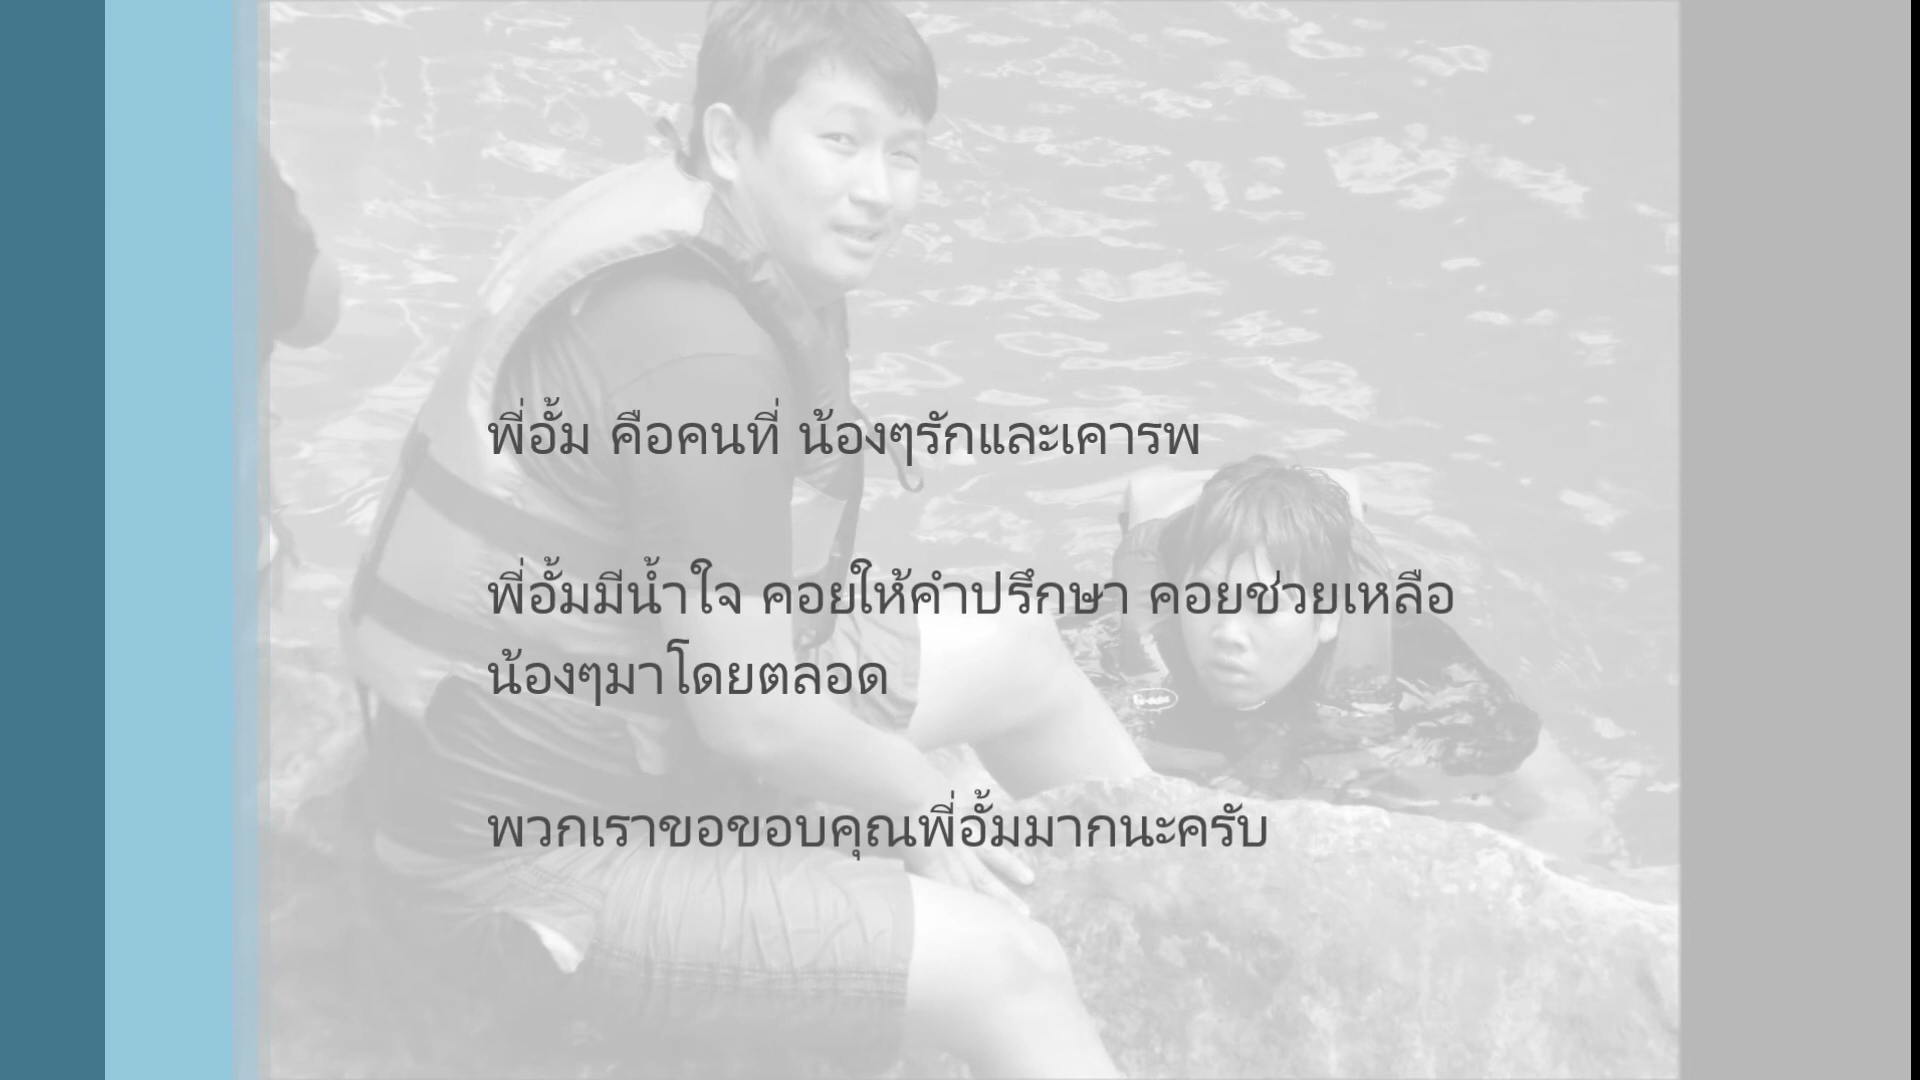 พี่อั้ม คือคนที่ น้องๆรักและเคารพ
พี่อั้มมีน้ำใจ คอยให้คำปรึกษา คอยช่วยเหลือ
น้องๆมาโดยตลอด
พวกเราขอขอบคุณพี่อั้มมากนะครับ